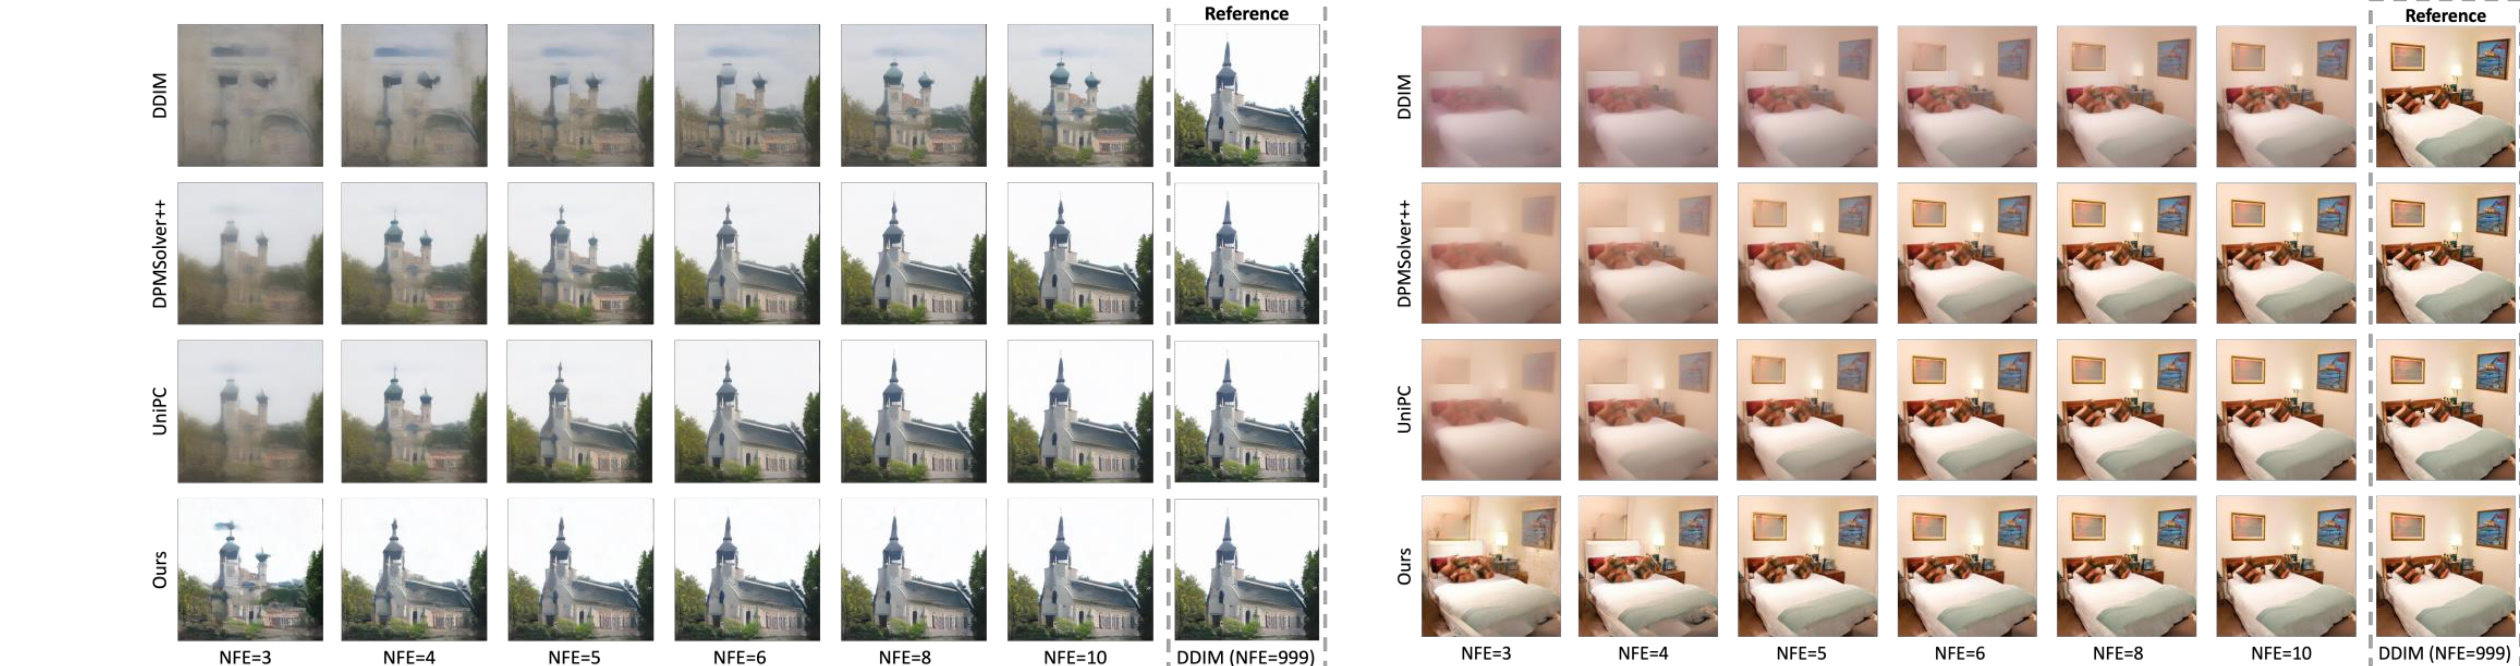 Reference
DDIM
DPMSolver++
UniPC
Ours
NFE=3 NFE=4 NFE=5 NFE=6 NFE=8 NFE=10 DDIM (NFE=999)
Reference
DDIM
DPMSolver++
UniPC
Ours
NFE=3 NFE=4 NFE=5 NFE=6 NFE=8 NFE=10 DDIM (NFE=999)